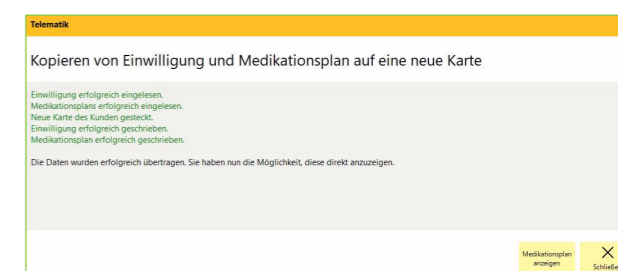 Telematik
Kopieren von Einwilligung und Medikationsplan auf eine neue Karte
Einwilligung erfolgreich eingelesen.
Medikationsplans erfolgreich eingelesen.
Neue Karte des Kunden gesteckt.
Einwilligung erfolgreich geschrieben.
Medikationsplan erfolgreich geschrieben.
Die Daten wurden erfolgreich übertragen. Sie haben nun die Möglichkeit, diese direkt anzuzeigen.
Medikationsplan
anzeigen
Schließe